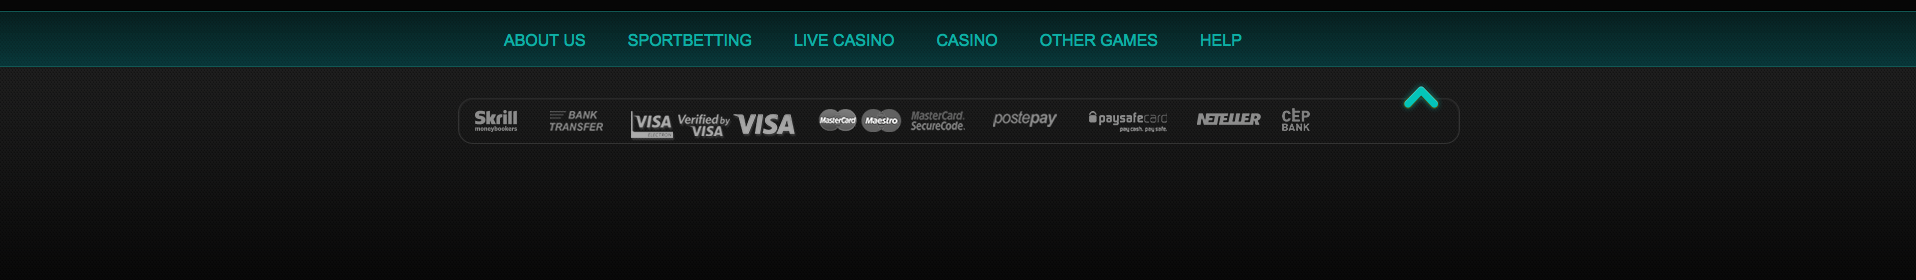 ABOUT US SPORTBETTING LIVE CASINO CASINO OTHER GAMES HELP
Skrill
moneybookers
BANK
TRANSFER
VISA
ELECTRON
Verified by
VISA
VISA
MasterCard
Maestro
MasterCard.
SecureCode.
postepay
paysafecard
pay cash. pay safe.
NETELLER
CEP
BANK